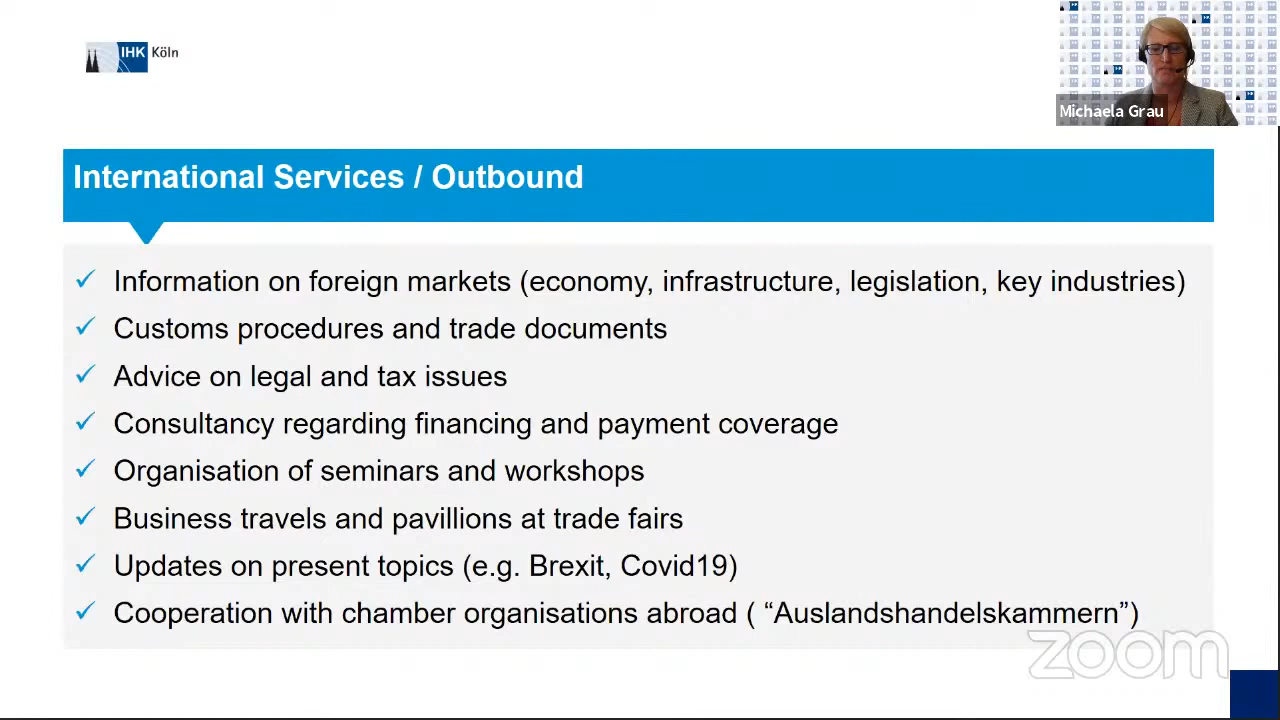 IHK Köln
Michaela Grau
International Services / Outbound
✓ Information on foreign markets (economy, infrastructure, legislation, key industries)
✓ Customs procedures and trade documents
✓ Advice on legal and tax issues
✓ Consultancy regarding financing and payment coverage
✓ Organisation of seminars and workshops
✓ Business travels and pavillions at trade fairs
✓ Updates on present topics (e.g. Brexit, Covid19)
✓ Cooperation with chamber organisations abroad ( “Auslandshandelskammern”)
zoom